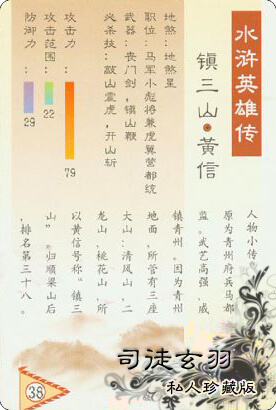 水浒英雄传
镇三山·黄信
地煞：地煞星
职位：马军小彪将兼虎翼营都统
武器：丧门剑，镇山鞭
必杀技：敲山震虎，开山斩
攻击力：
79
攻击范围：
22
防御力：
29
人物小传：
原为青州府兵马都
监。武艺高强，威
镇青州。因为青州
地面，所管有三座
大山：清风山，二
龙山，桃花山，所
以黄信号称“镇三
山”归顺梁山后
，排名第三十八。
38
司徒玄羽
私人珍藏版